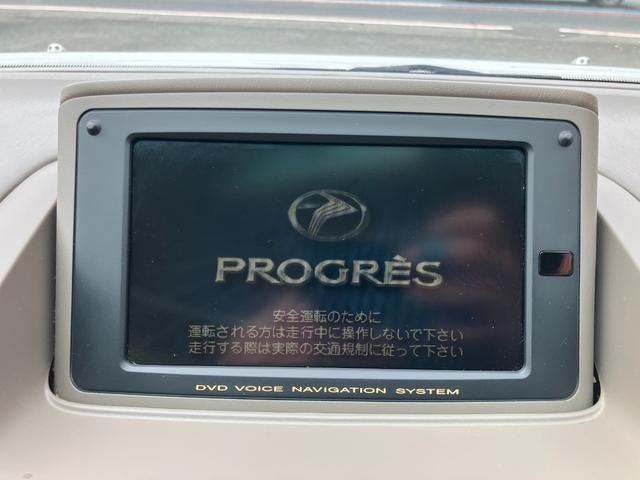 PROGRÈS
安全運転のために
運転される方は走行中に操作しないで下さい
走行する際は実際の交通規制に従って下さい
DVD VOICE NAVIGATION SYSTEM